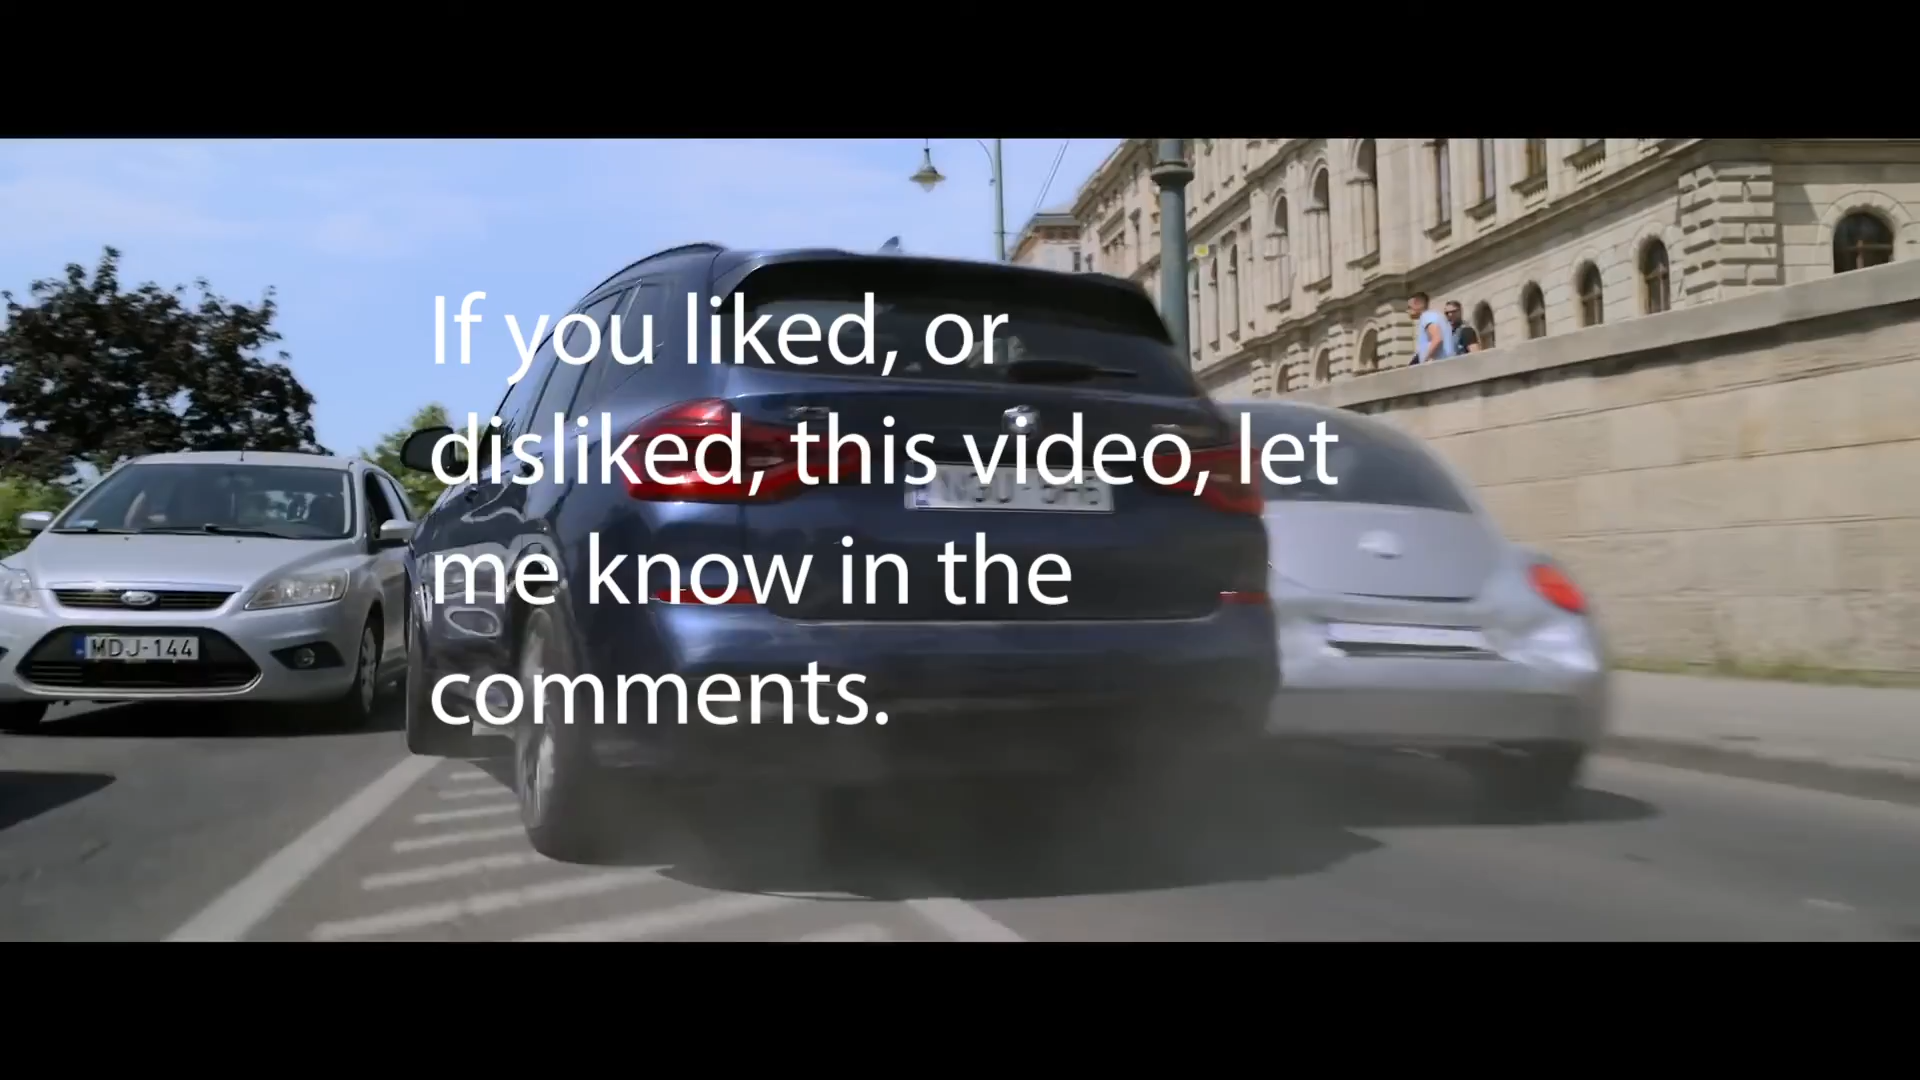 If you liked, or
disliked, this video, let
me know in the
comments.
MDJ-144